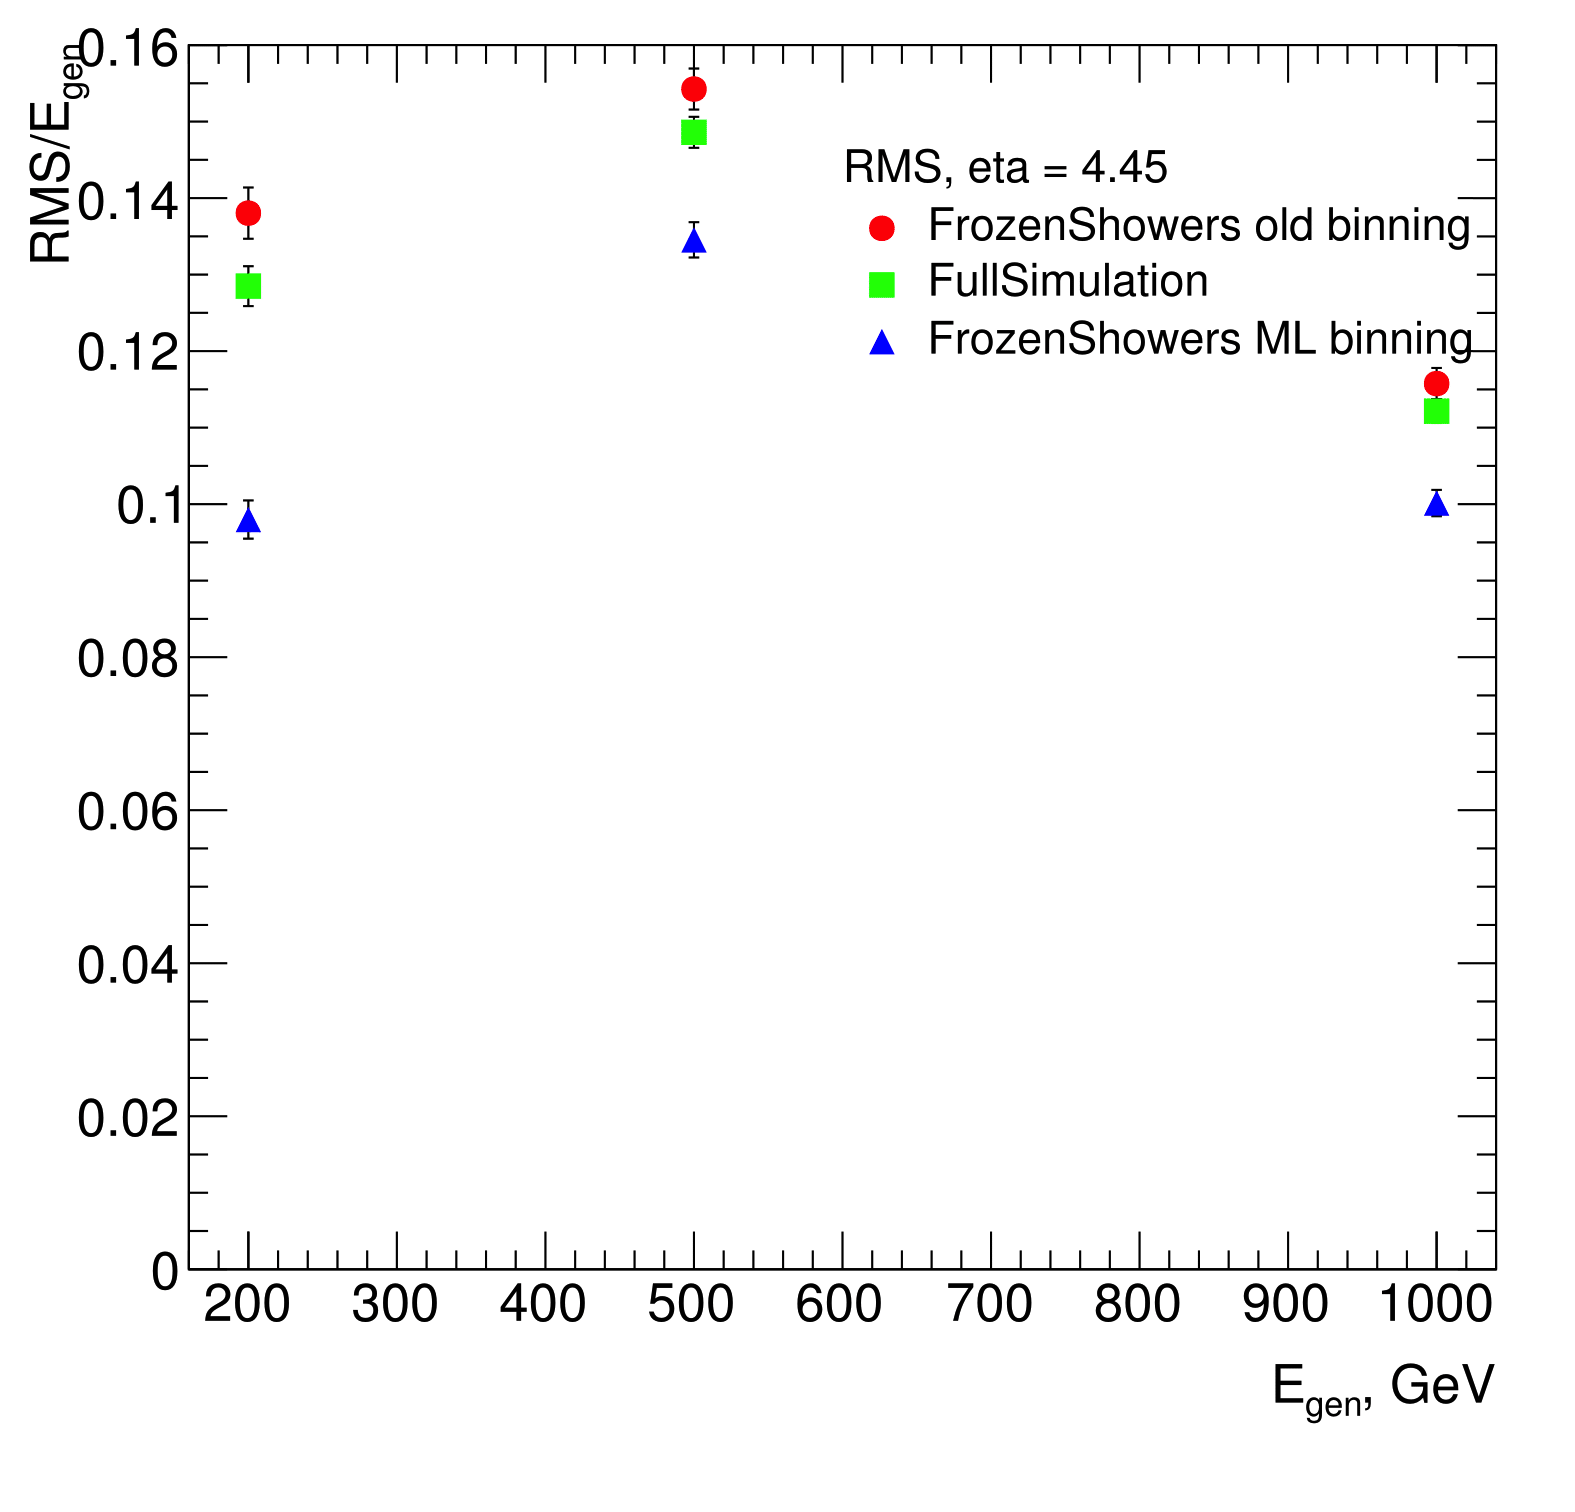 RMS/Egen
0.16
0.14
0.12
0.1
0.08
0.06
0.04
0.02
0
RMS, eta = 4.45
FrozenShowers old binning
FullSimulation
FrozenShowers ML binning
200 300 400 500 600 700 800 900 1000
Egen, GeV